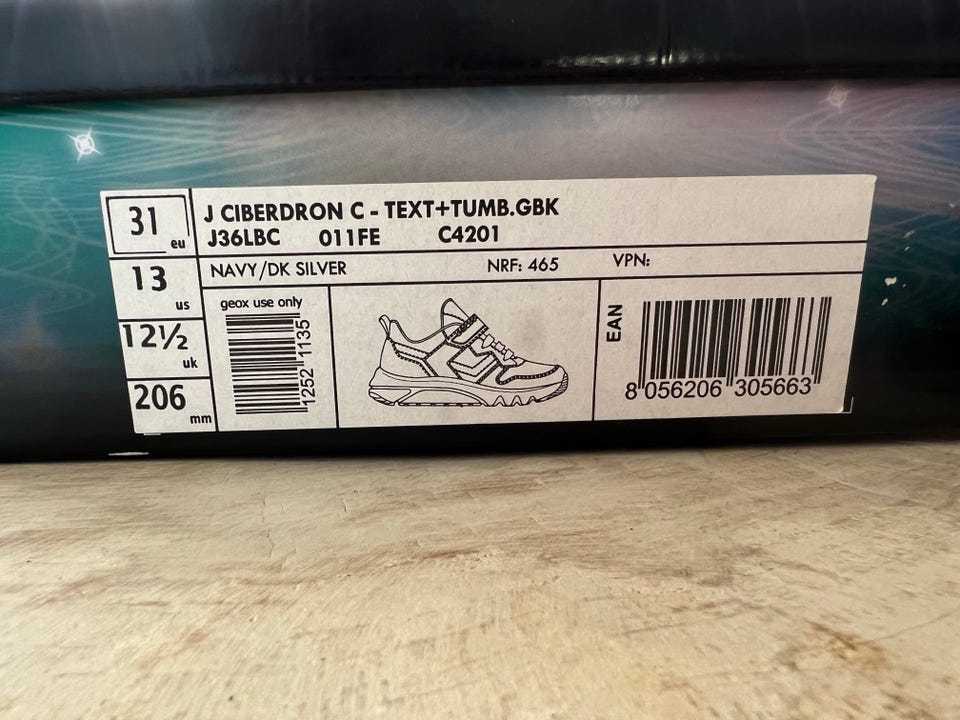 31 eu
13 us
12½ uk
206 mm
J CIBERDRON C - TEXT+TUMB.GBK
J36LBC 011FE C4201
NAVY/DK SILVER NRF: 465 VPN:
geox use only
1252 1135
EAN
8 056206 305663